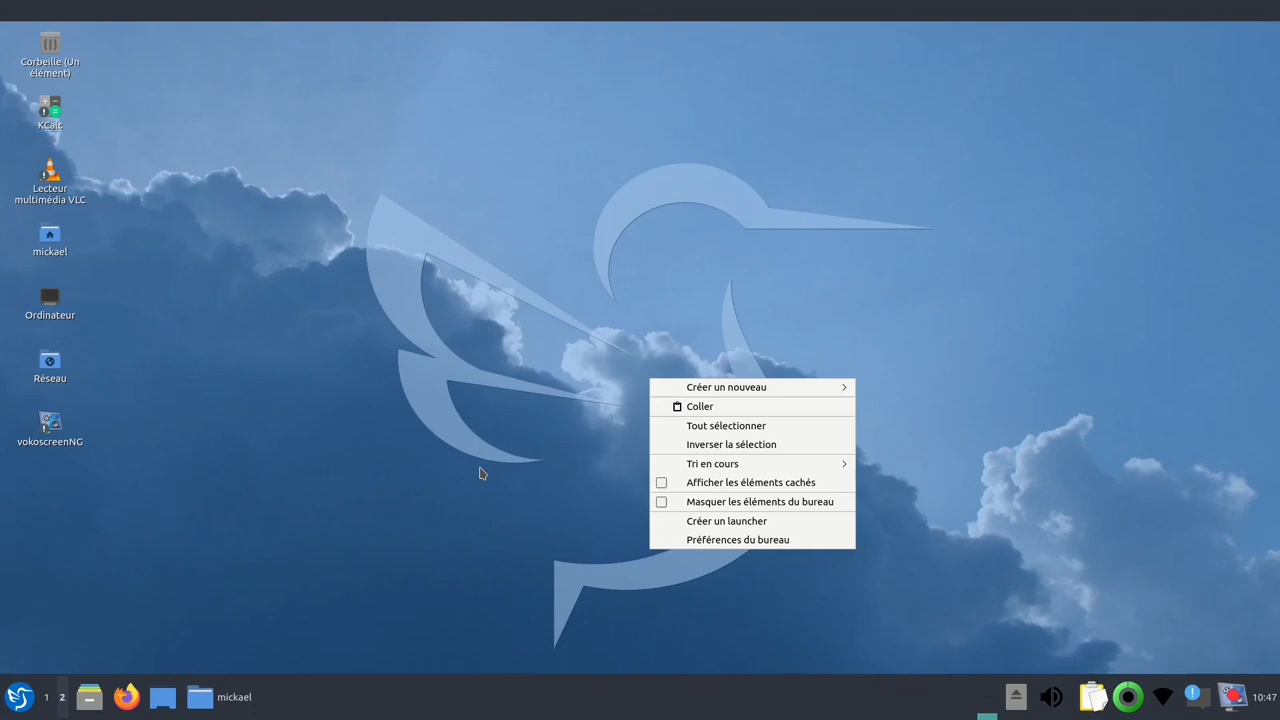 Corbeille (Un
élément)
KCalc
Lecteur
multimédia VLC
mickael
Ordinateur
Réseau
vokoscreenNG
Créer un nouveau
Coller
Tout sélectionner
Inverser la sélection
Tri en cours
Afficher les éléments cachés
Masquer les éléments du bureau
Créer un launcher
Préférences du bureau
1 2 mickael 10:47